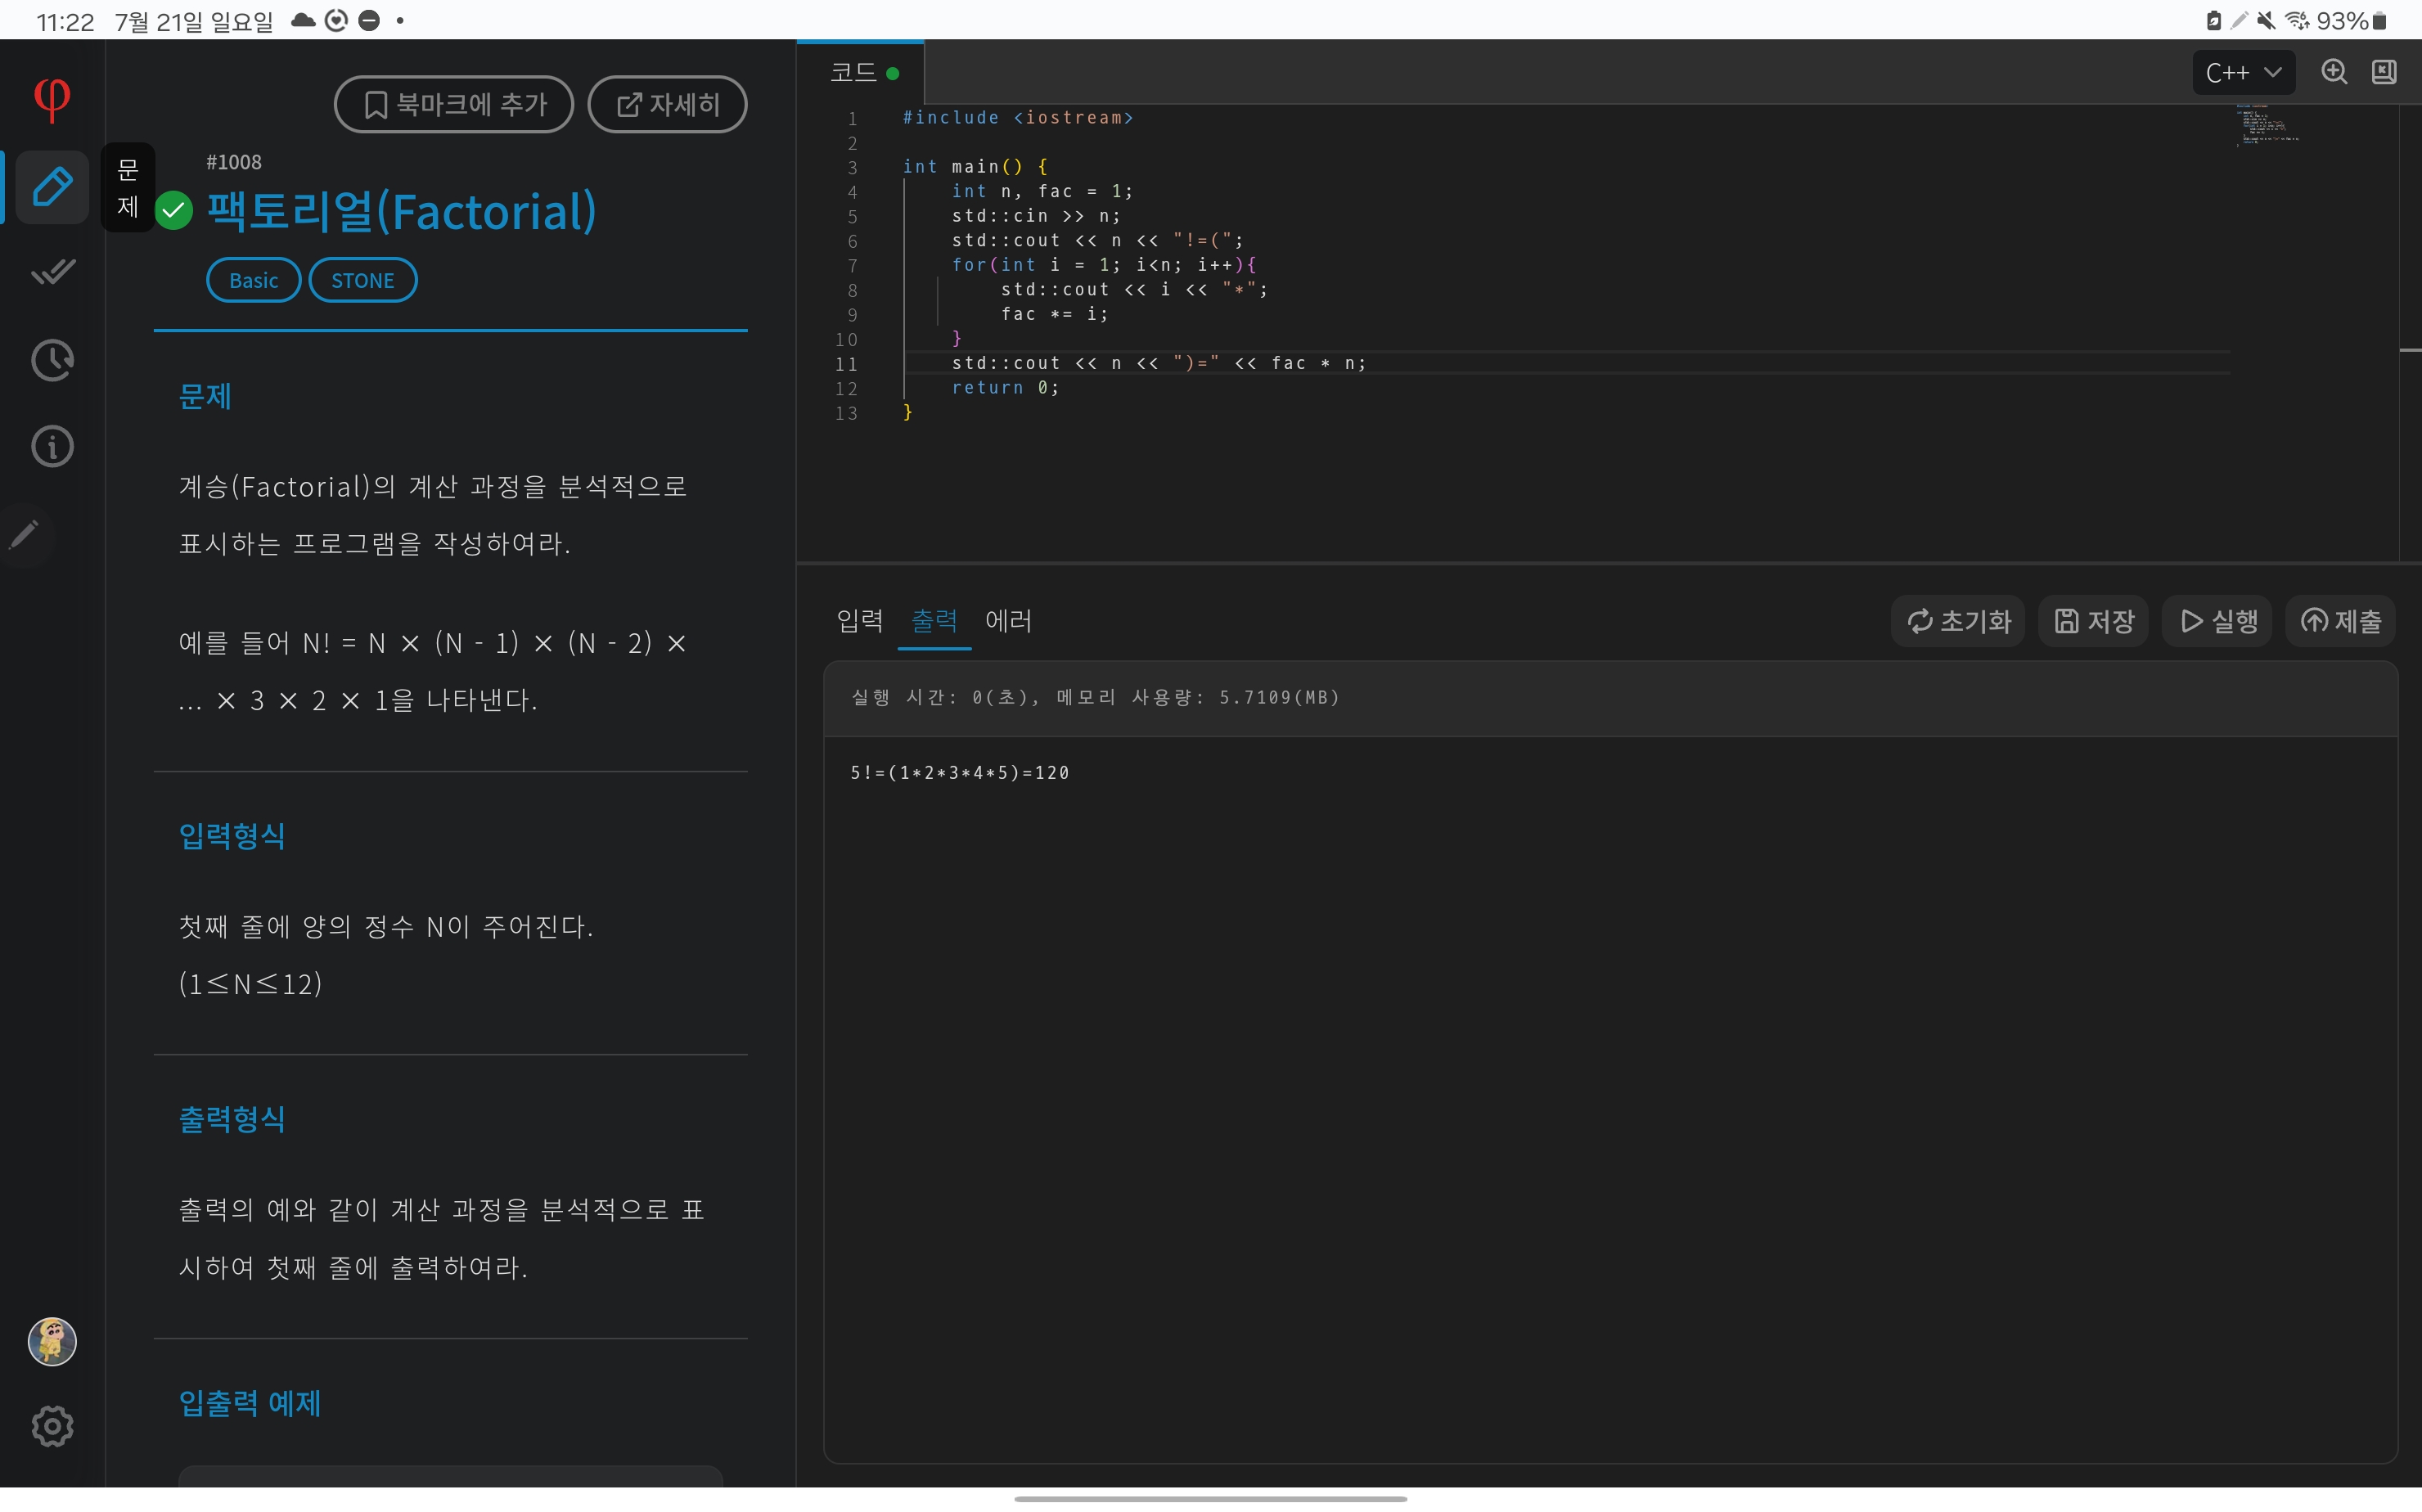 11:22 7월 21일 일요일
93%
φ
문
제
북마크에 추가
자세히
#1008
팩토리얼(Factorial)
Basic
STONE
문제
계승(Factorial)의 계산 과정을 분석적으로
표시하는 프로그램을 작성하여라.
예를 들어 N! = N × (N - 1) × (N - 2) ×
... × 3 × 2 × 1을 나타낸다.
입력형식
첫째 줄에 양의 정수 N이 주어진다.
(1≤N≤12)
출력형식
출력의 예와 같이 계산 과정을 분석적으로 표
시하여 첫째 줄에 출력하여라.
입출력 예제
코드
C++
1 #include <iostream>
2
3 int main() {
4 int n, fac = 1;
5 std::cin >> n;
6 std::cout << n << "!=(";
7 for(int i = 1; i<n; i++){
8 std::cout << i << "*";
9 fac *= i;
10 }
11 std::cout << n << ")=" << fac * n;
12 return 0;
13 }
입력 출력 에러
초기화 저장 실행 제출
실행 시간: 0(초), 메모리 사용량: 5.7109(MB)
5!=(1*2*3*4*5)=120